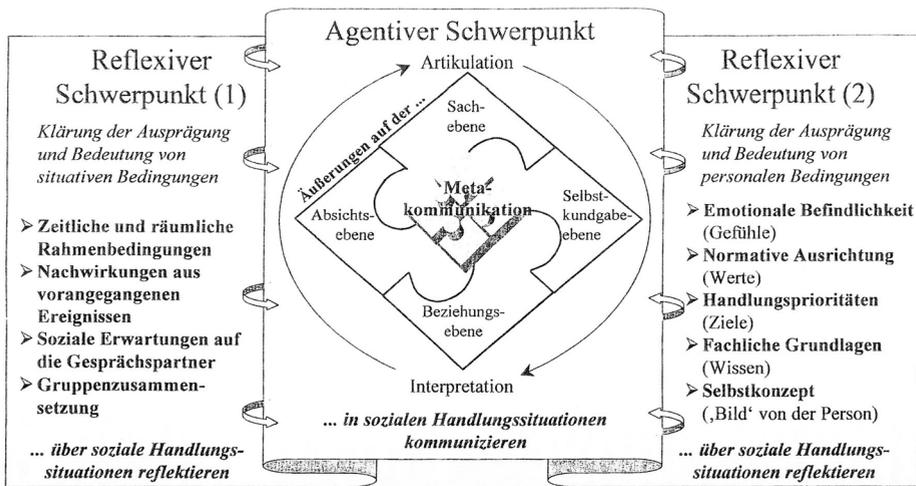 Reflexiver
Schwerpunkt (1)
Klärung der Ausprägung
und Bedeutung von
situativen Bedingungen
➢ Zeitliche und räumliche
Rahmenbedingungen
➢ Nachwirkungen aus
vorangegangenen
Ereignissen
➢ Soziale Erwartungen auf
die Gesprächspartner
➢ Gruppenzusammen-
setzung
... über soziale Handlungs-
situationen reflektieren
Agentiver Schwerpunkt
Artikulation
Äußerungen auf der ...
Sach-
ebene
Absichts-
ebene
Meta-
kommunikation
Selbst-
kundgabe-
ebene
Beziehungs-
ebene
Interpretation
... in sozialen Handlungssituationen
kommunizieren
Reflexiver
Schwerpunkt (2)
Klärung der Ausprägung
und Bedeutung von
personalen Bedingungen
➢ Emotionale Befindlichkeit
(Gefühle)
➢ Normative Ausrichtung
(Werte)
➢ Handlungsprioritäten
(Ziele)
➢ Fachliche Grundlagen
(Wissen)
➢ Selbstkonzept
(‚Bild‘ von der Person)
... über soziale Handlungs-
situationen reflektieren